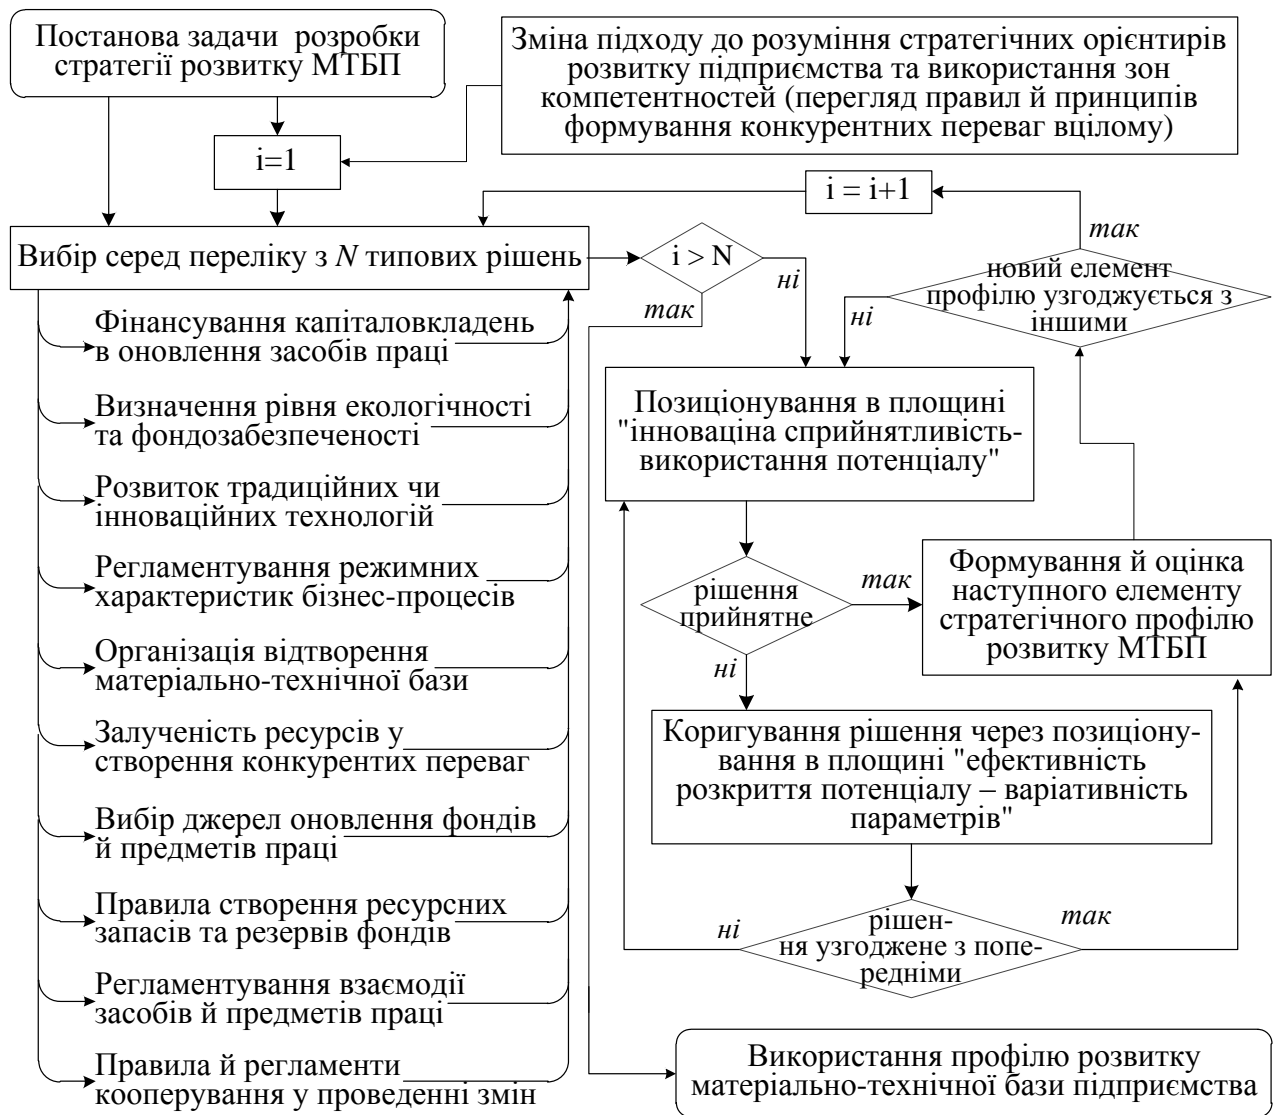 Постанова задачи розробки
стратегії розвитку МТБП
Зміна підходу до розуміння стратегічних орієнтирів
розвитку підприємства та використання зон
компетентностей (перегляд правил й принципів
формування конкурентних переваг вцілому)
i=1
i = i+1
Вибір серед переліку з N типових рішень
i > N
ні
так
так
новий елемент
профілю узгоджується з
іншими
ні
Фінансування капіталовкладень
в оновлення засобів праці
Визначення рівня екологічності
та фондозабезпеченості
Розвиток традиційних чи
інноваційних технологій
Регламентування режимних
характеристик бізнес-процесів
Організація відтворення
матеріально-технічної бази
Залученість ресурсів у
створення конкурентих переваг
Вибір джерел оновлення фондів
й предметів праці
Правила створення ресурсних
запасів та резервів фондів
Регламентування взаємодії
засобів й предметів праці
Правила й регламенти
кооперування у проведенні змін
Позиціонування в площині
"інноваціна сприйнятливість-
використання потенціалу"
рішення
прийнятне
так
ні
Формування й оцінка
наступного елементу
стратегічного профілю
розвитку МТБП
Коригування рішення через позиціону-
вання в площині "ефективність
розкриття потенціалу – варіативність
параметрів"
рішен-
ня узгоджене з попе-
редніми
ні
так
Використання профілю розвитку
матеріально-технічної бази підприємства